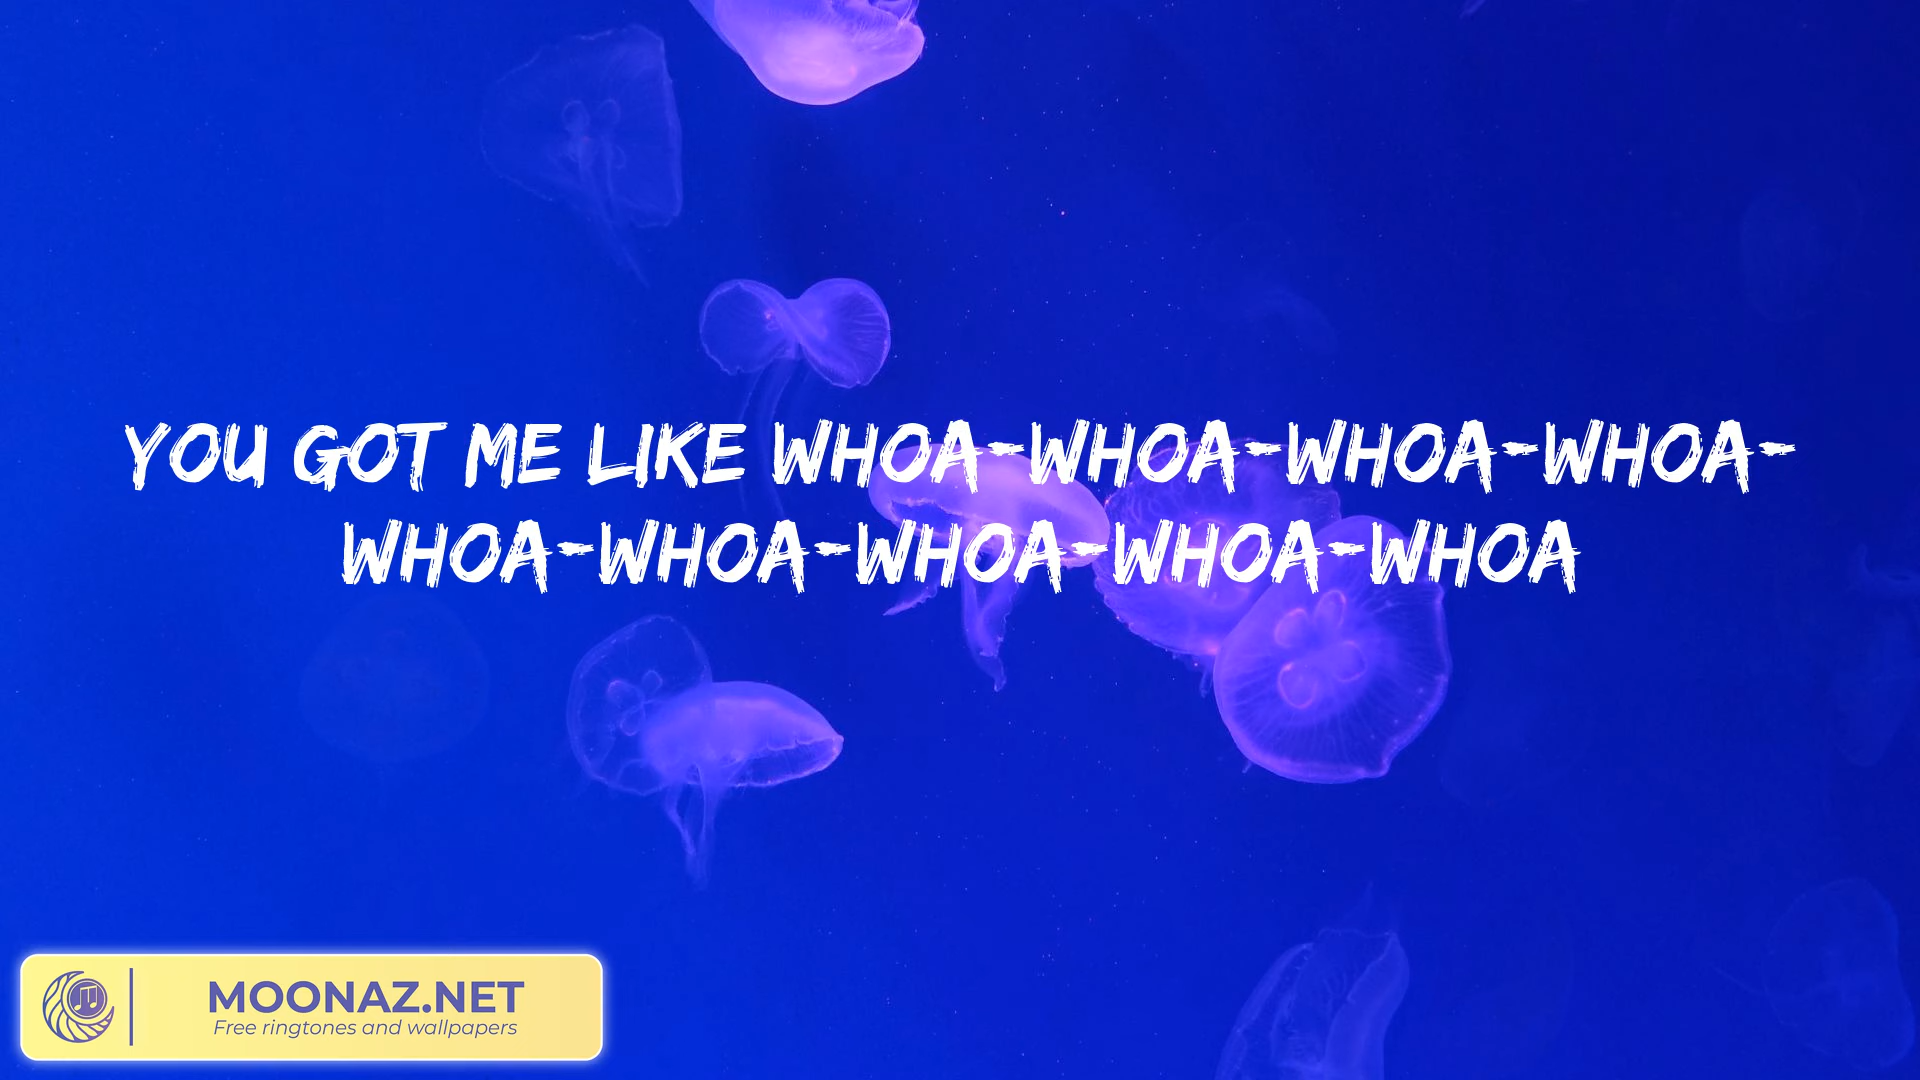 YOU GOT ME LIKE WHOA-WHOA-WHOA-WHOA-
WHOA-WHOA-WHOA-WHOA-WHOA
MOONAZ.NET
Free ringtones and wallpapers